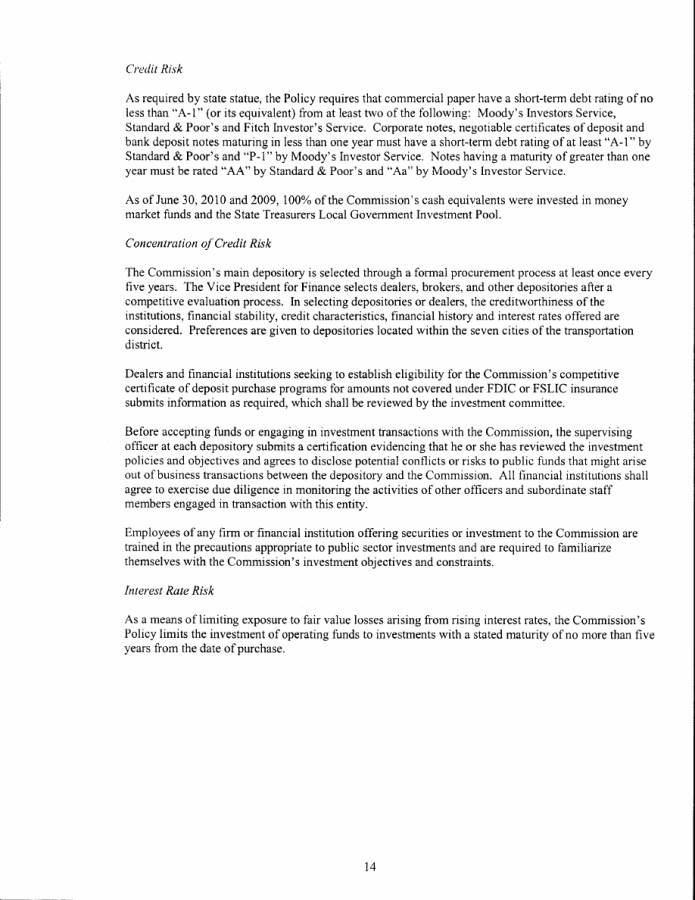 Credit Risk
As required by state statue, the Policy requires that commercial paper have a short-term debt rating of no
less than “A-1” (or its equivalent) from at least two of the following: Moody’s Investors Service,
Standard & Poor’s and Fitch Investor’s Service. Corporate notes, negotiable certificates of deposit and
bank deposit notes maturing in less than one year must have a short-term debt rating of at least “A-1” by
Standard & Poor’s and “P-1” by Moody’s Investor Service. Notes having a maturity of greater than one
year must be rated “AA” by Standard & Poor’s and “Aa” by Moody’s Investor Service.
As of June 30, 2010 and 2009, 100% of the Commission’s cash equivalents were invested in money
market funds and the State Treasurers Local Government Investment Pool.
Concentration of Credit Risk
The Commission’s main depository is selected through a formal procurement process at least once every
five years. The Vice President for Finance selects dealers, brokers, and other depositories after a
competitive evaluation process. In selecting depositories or dealers, the creditworthiness of the
institutions, financial stability, credit characteristics, financial history and interest rates offered are
considered. Preferences are given to depositories located within the seven cities of the transportation
district.
Dealers and financial institutions seeking to establish eligibility for the Commission’s competitive
certificate of deposit purchase programs for amounts not covered under FDIC or FSLIC insurance
submits information as required, which shall be reviewed by the investment committee.
Before accepting funds or engaging in investment transactions with the Commission, the supervising
officer at each depository submits a certification evidencing that he or she has reviewed the investment
policies and objectives and agrees to disclose potential conflicts or risks to public funds that might arise
out of business transactions between the depository and the Commission. All financial institutions shall
agree to exercise due diligence in monitoring the activities of other officers and subordinate staff
members engaged in transaction with this entity.
Employees of any firm or financial institution offering securities or investment to the Commission are
trained in the precautions appropriate to public sector investments and are required to familiarize
themselves with the Commission’s investment objectives and constraints.
Interest Rate Risk
As a means of limiting exposure to fair value losses arising from rising interest rates, the Commission’s
Policy limits the investment of operating funds to investments with a stated maturity of no more than five
years from the date of purchase.
14